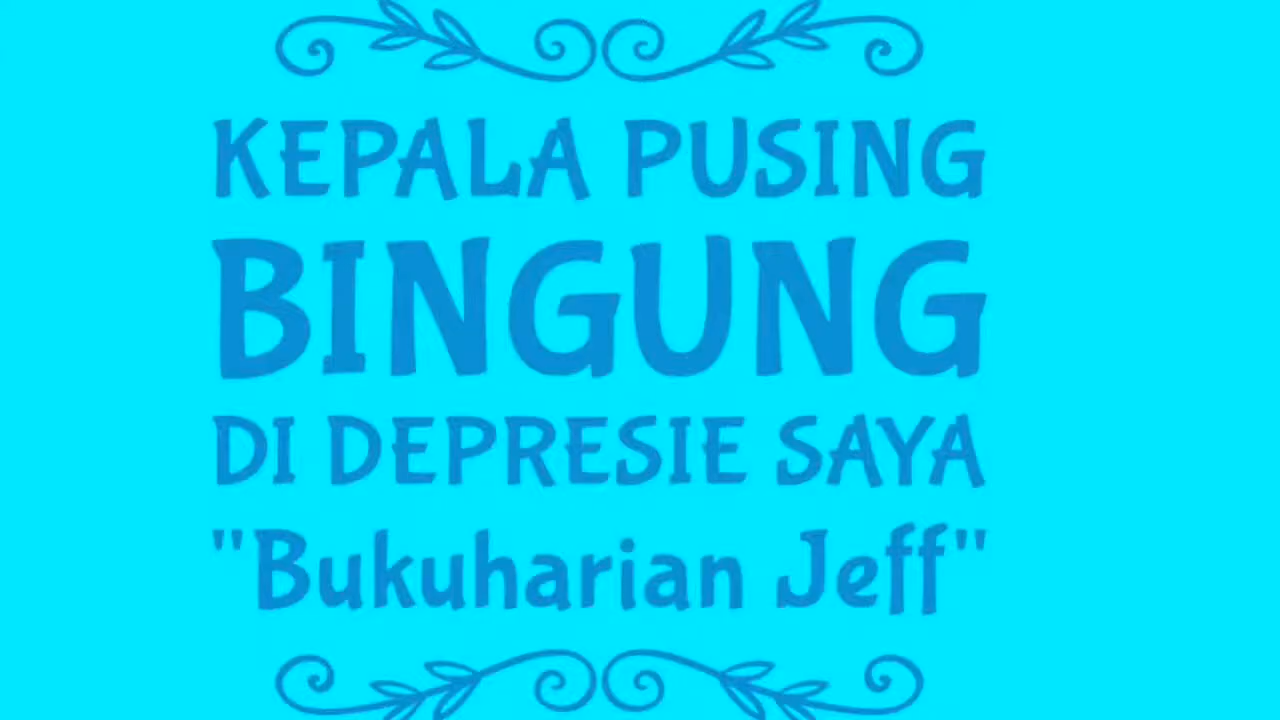 KEPALA PUSING
BINGUNG
DI DEPRESIE SAYA
"Bukuharian Jeff"